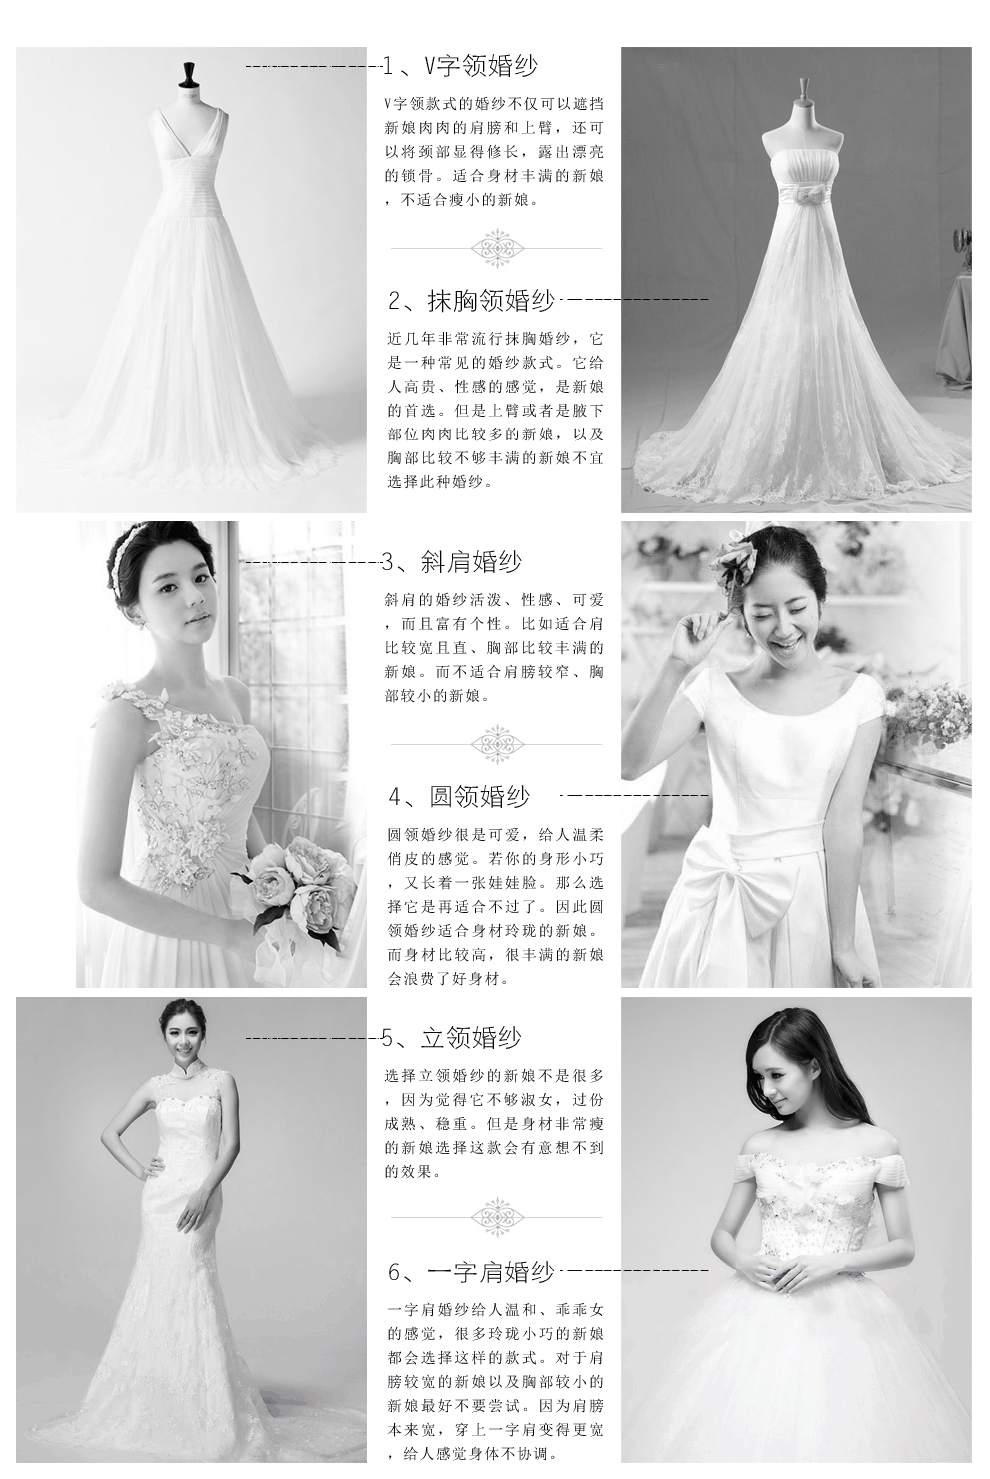 1、V字领婚纱
V字领款式的婚纱不仅可以遮挡
新娘肉肉的肩膀和上臂，还可
以将颈部显得修长，露出漂亮
的锁骨。适合身材丰满的新娘
，不适合瘦小的新娘。
2、抹胸领婚纱
近几年非常流行抹胸婚纱，它
是一种常见的婚纱款式。它给
人高贵、性感的感觉，是新娘
的首选。但是上臂或者是腋下
部位肉肉比较多的新娘，以及
胸部比较不够丰满的新娘不宜
选择此种婚纱。
3、斜肩婚纱
斜肩的婚纱活泼、性感、可爱
，而且富有个性。比如适合肩
比较宽且直、胸部比较丰满的
新娘。而不适合肩膀较窄、胸
部较小的新娘。
4、圆领婚纱
圆领婚纱很是可爱，给人温柔
俏皮的感觉。若你的身形小巧
，又长着一张娃娃脸。那么选
择它是再适合不过了。因此圆
领婚纱适合身材玲珑的新娘。
而身材比较高，很丰满的新娘
会浪费了好身材。
5、立领婚纱
选择立领婚纱的新娘不是很多
，因为觉得它不够淑女，过份
成熟、稳重。但是身材非常瘦
的新娘选择这款会有意想不到
的效果。
6、一字肩婚纱
一字肩婚纱给人温和、乖乖女
的感觉，很多玲珑小巧的新娘
都会选择这样的款式。对于肩
膀较宽的新娘以及胸部较小的
新娘最好不要尝试。因为肩膀
本来宽，穿上一字肩变得更宽
，给人感觉身体不协调。